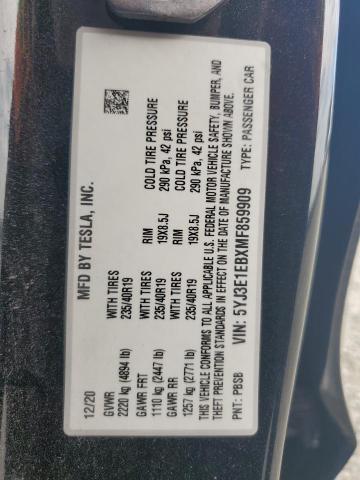 MFD BY TESLA, INC.
12/20
GVWR
2220 kg (4894 lb)
WITH TIRES
235/40R19
RIM
19X8.5J
COLD TIRE PRESSURE
290 kPa, 42 psi
GAWR FRT
1110 kg (2447 lb)
WITH TIRES
235/40R19
RIM
19X8.5J
COLD TIRE PRESSURE
290 kPa, 42 psi
GAWR RR
1257 kg (2771 lb)
WITH TIRES
235/40R19
RIM
19X8.5J
THIS VEHICLE CONFORMS TO ALL APPLICABLE U.S. FEDERAL MOTOR VEHICLE SAFETY, BUMPER, AND
THEFT PREVENTION STANDARDS IN EFFECT ON THE DATE OF MANUFACTURE SHOWN ABOVE.
VIN: 5YJ3E1EBXMF859909
PNT: PBSB
TYPE: PASSENGER CAR